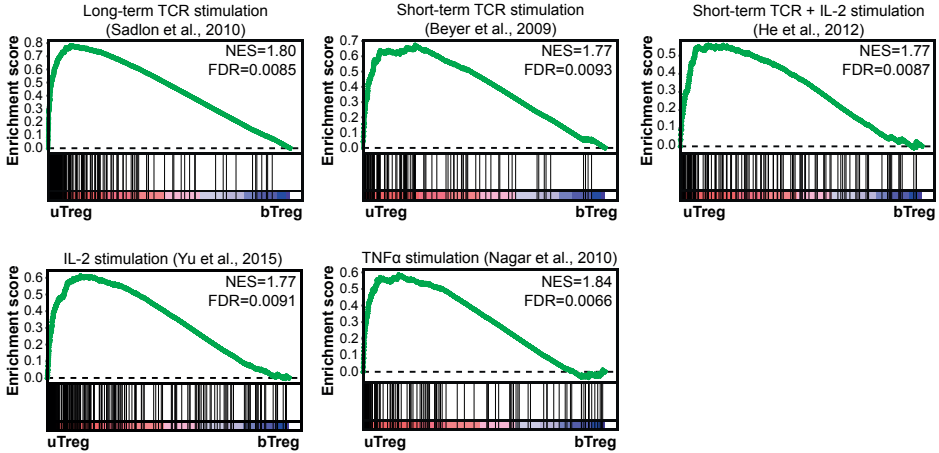 Long-term TCR stimulation
(Sadlon et al., 2010)
Enrichment score
0.8
0.7
0.6
0.5
0.4
0.3
0.2
0.1
0.0
NES=1.80
FDR=0.0085
uTreg
bTreg
Short-term TCR stimulation
(Beyer et al., 2009)
Enrichment score
0.7
0.6
0.5
0.4
0.3
0.2
0.1
0.0
NES=1.77
FDR=0.0093
uTreg
bTreg
Short-term TCR + IL-2 stimulation
(He et al., 2012)
Enrichment score
0.5
0.4
0.3
0.2
0.1
0.0
NES=1.77
FDR=0.0087
uTreg
bTreg
IL-2 stimulation (Yu et al., 2015)
Enrichment score
0.6
0.5
0.4
0.3
0.2
0.1
0.0
NES=1.77
FDR=0.0091
uTreg
bTreg
TNFα stimulation (Nagar et al., 2010)
Enrichment score
0.6
0.5
0.4
0.3
0.2
0.1
0.0
NES=1.84
FDR=0.0066
uTreg
bTreg